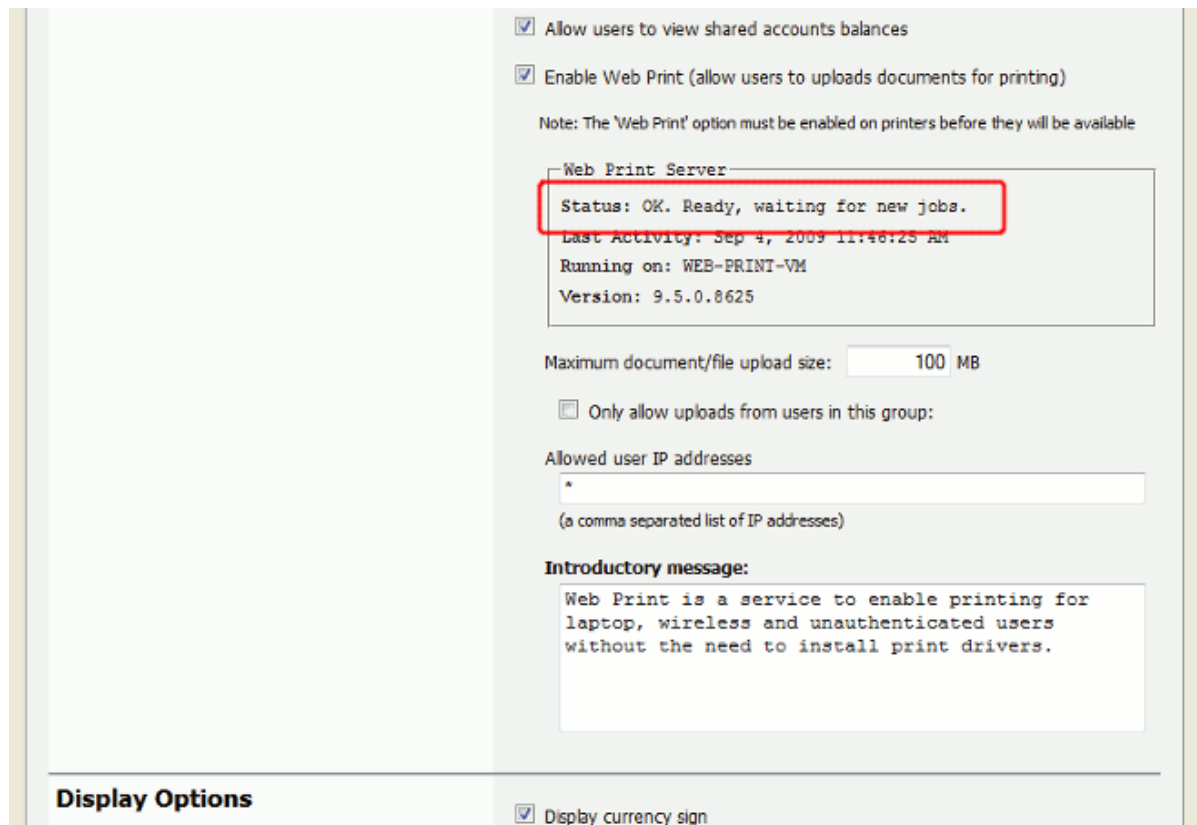 Allow users to view shared accounts balances
Enable Web Print (allow users to uploads documents for printing)
Note: The 'Web Print' option must be enabled on printers before they will be available
Web Print Server
Status: OK. Ready, waiting for new jobs.
Last Activity: Sep 4, 2009 11:46:25 AM
Running on: WEB-PRINT-VM
Version: 9.5.0.8625
Maximum document/file upload size: 100 MB
Only allow uploads from users in this group:
Allowed user IP addresses
*
(a comma separated list of IP addresses)
Introductory message:
Web Print is a service to enable printing for
laptop, wireless and unauthenticated users
without the need to install print drivers.
Display Options
Display currency sign